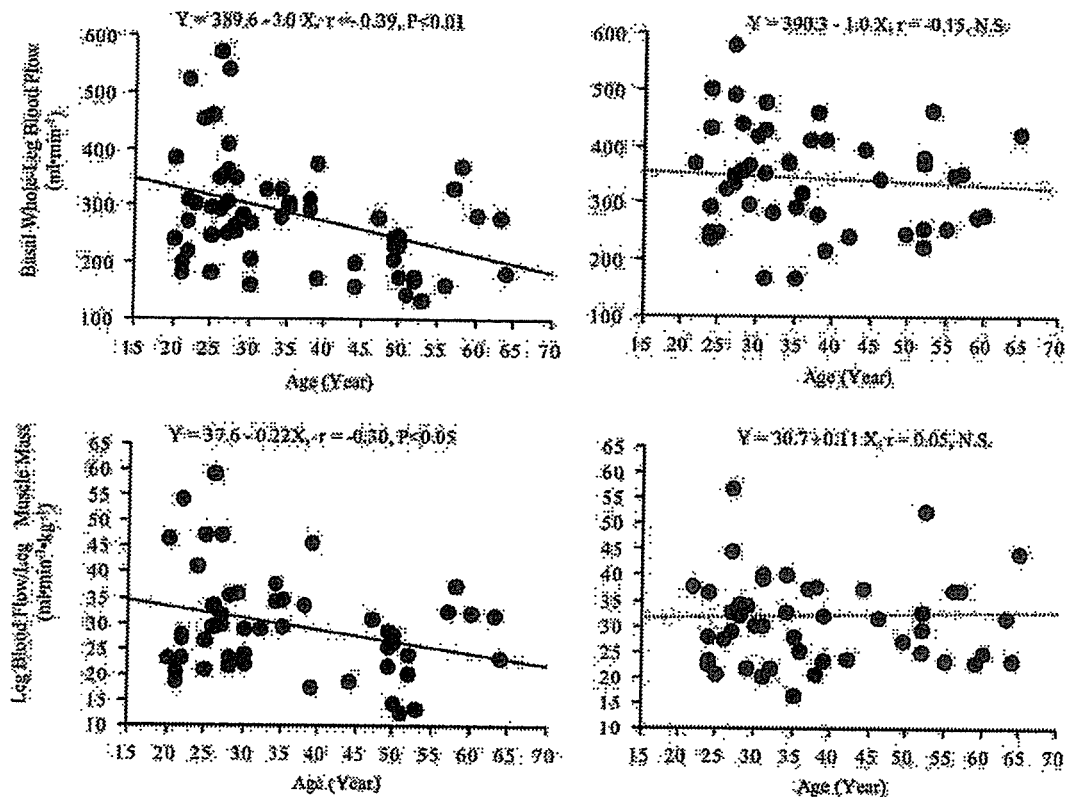 Y = 389.6 - 3.0 X, r = -0.39, P<0.01
Basal Whole-Leg Blood Flow
(ml•min⁻¹)
600
500
400
300
200
100
15 20 25 30 35 40 45 50 55 60 65 70
Age (Year)
Y = 390.3 - 1.0 X, r = -0.15, N.S.
600
500
400
300
200
100
15 20 25 30 35 40 45 50 55 60 65 70
Age (Year)
Y = 37.6 - 0.22X, r = -0.30, P<0.05
Leg Blood Flow/Leg Muscle Mass
(ml•min⁻¹•kg⁻¹)
65
60
55
50
45
40
35
30
25
20
15
10
15 20 25 30 35 40 45 50 55 60 65 70
Age (Year)
Y = 30.7 0.11 X, r = 0.05, N.S.
65
60
55
50
45
40
35
30
25
20
15
10
15 20 25 30 35 40 45 50 55 60 65 70
Age (Year)